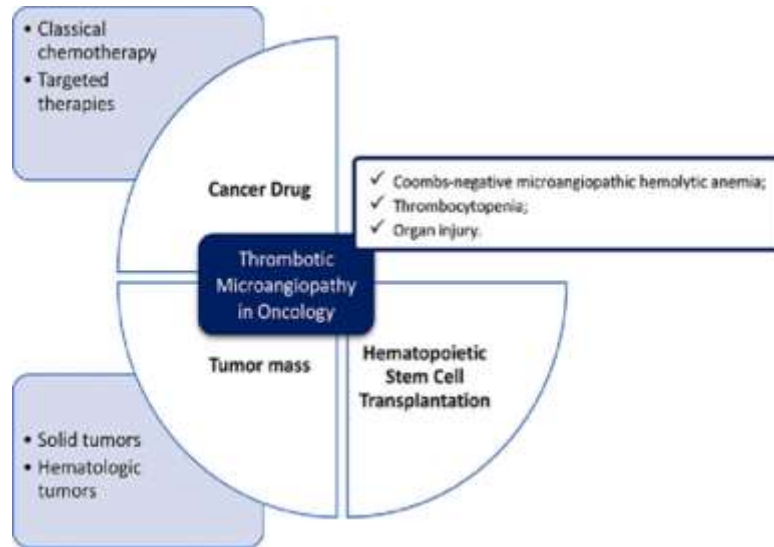 • Classical
chemotherapy
• Targeted
therapies
Cancer Drug
✓ Coombs-negative microangiopathic hemolytic anemia;
✓ Thrombocytopenia;
✓ Organ injury.
Thrombotic
Microangiopathy
in Oncology
Tumor mass
Hematopoietic
Stem Cell
Transplantation
• Solid tumors
• Hematologic
tumors